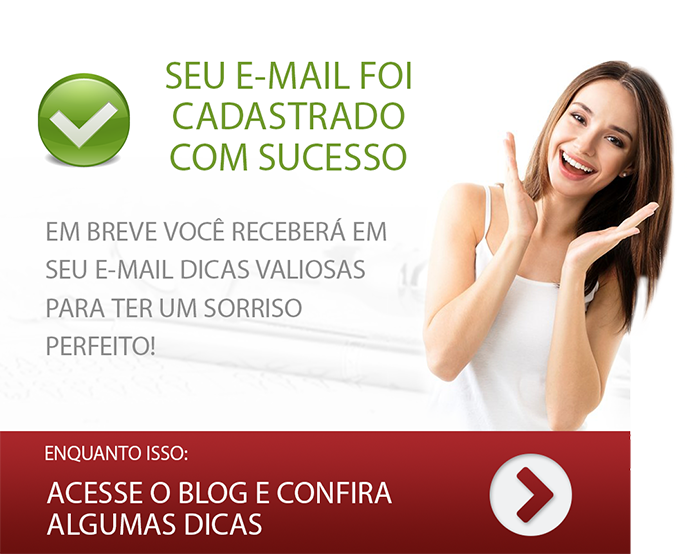 SEU E-MAIL FOI
CADASTRADO
COM SUCESSO
EM BREVE VOCÊ RECEBERÁ EM
SEU E-MAIL DICAS VALIOSAS
PARA TER UM SORRISO
PERFEITO!
ENQUANTO ISSO:
ACESSE O BLOG E CONFIRA
ALGUMAS DICAS